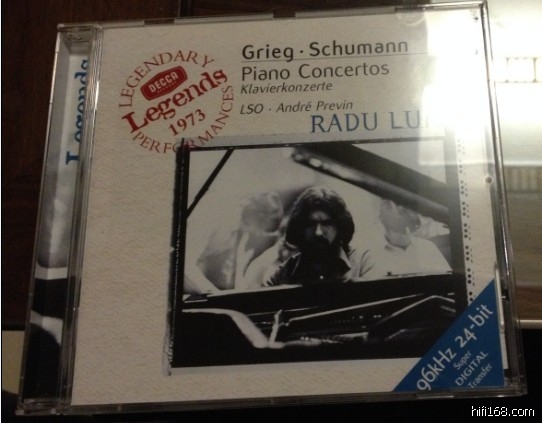 Grieg · Schumann
Piano Concertos
Klavierkonzerte
LSO · André Previn
RADU
LEGENDARY
DECCA
Legends
1973
PERFORMANCES
Legends
96kHz 24-bit
Super
DIGITAL
Transfer
hifi168.com